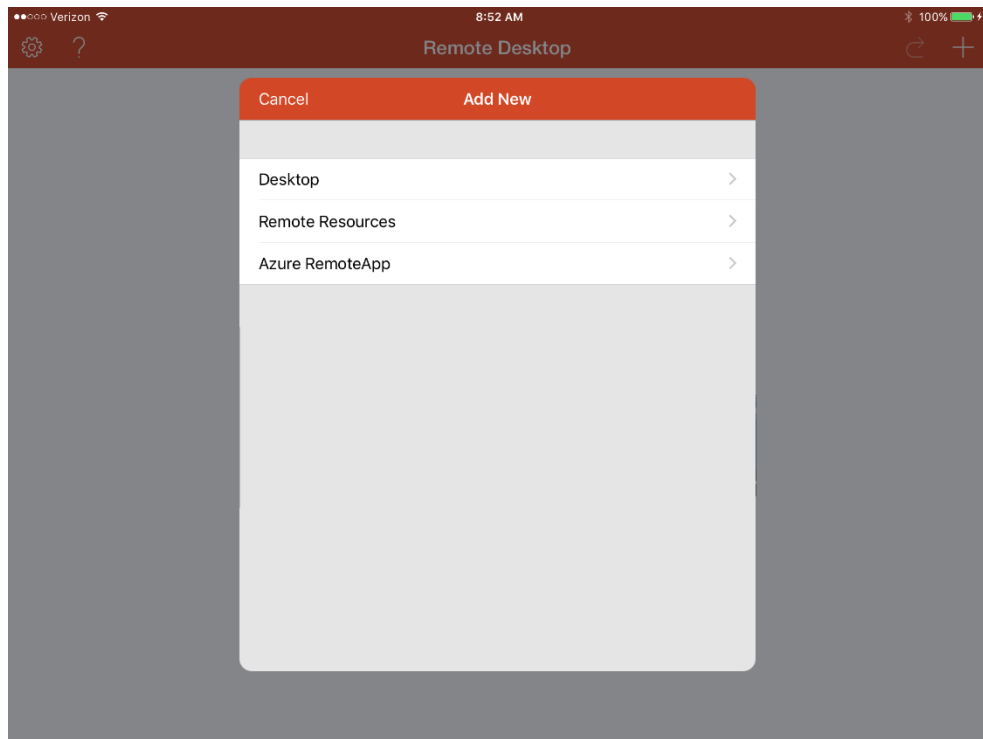 Verizon 8:52 AM 100%
? Remote Desktop
Cancel Add New
Desktop
Remote Resources
Azure RemoteApp